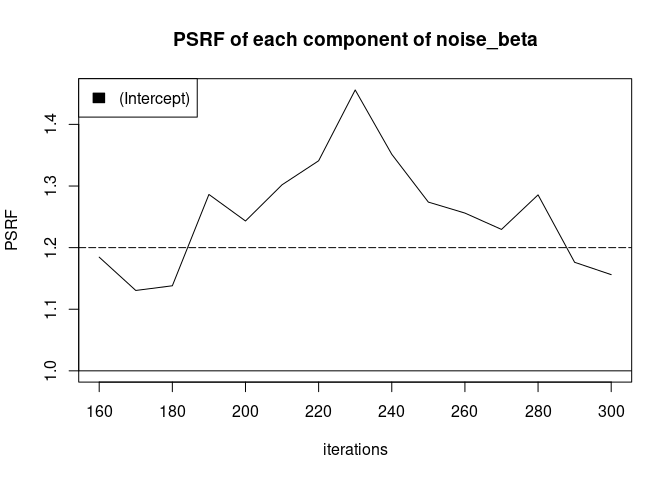 PSRF of each component of noise_beta
(Intercept)
PSRF
1.4
1.3
1.2
1.1
1.0
160 180 200 220 240 260 280 300
iterations